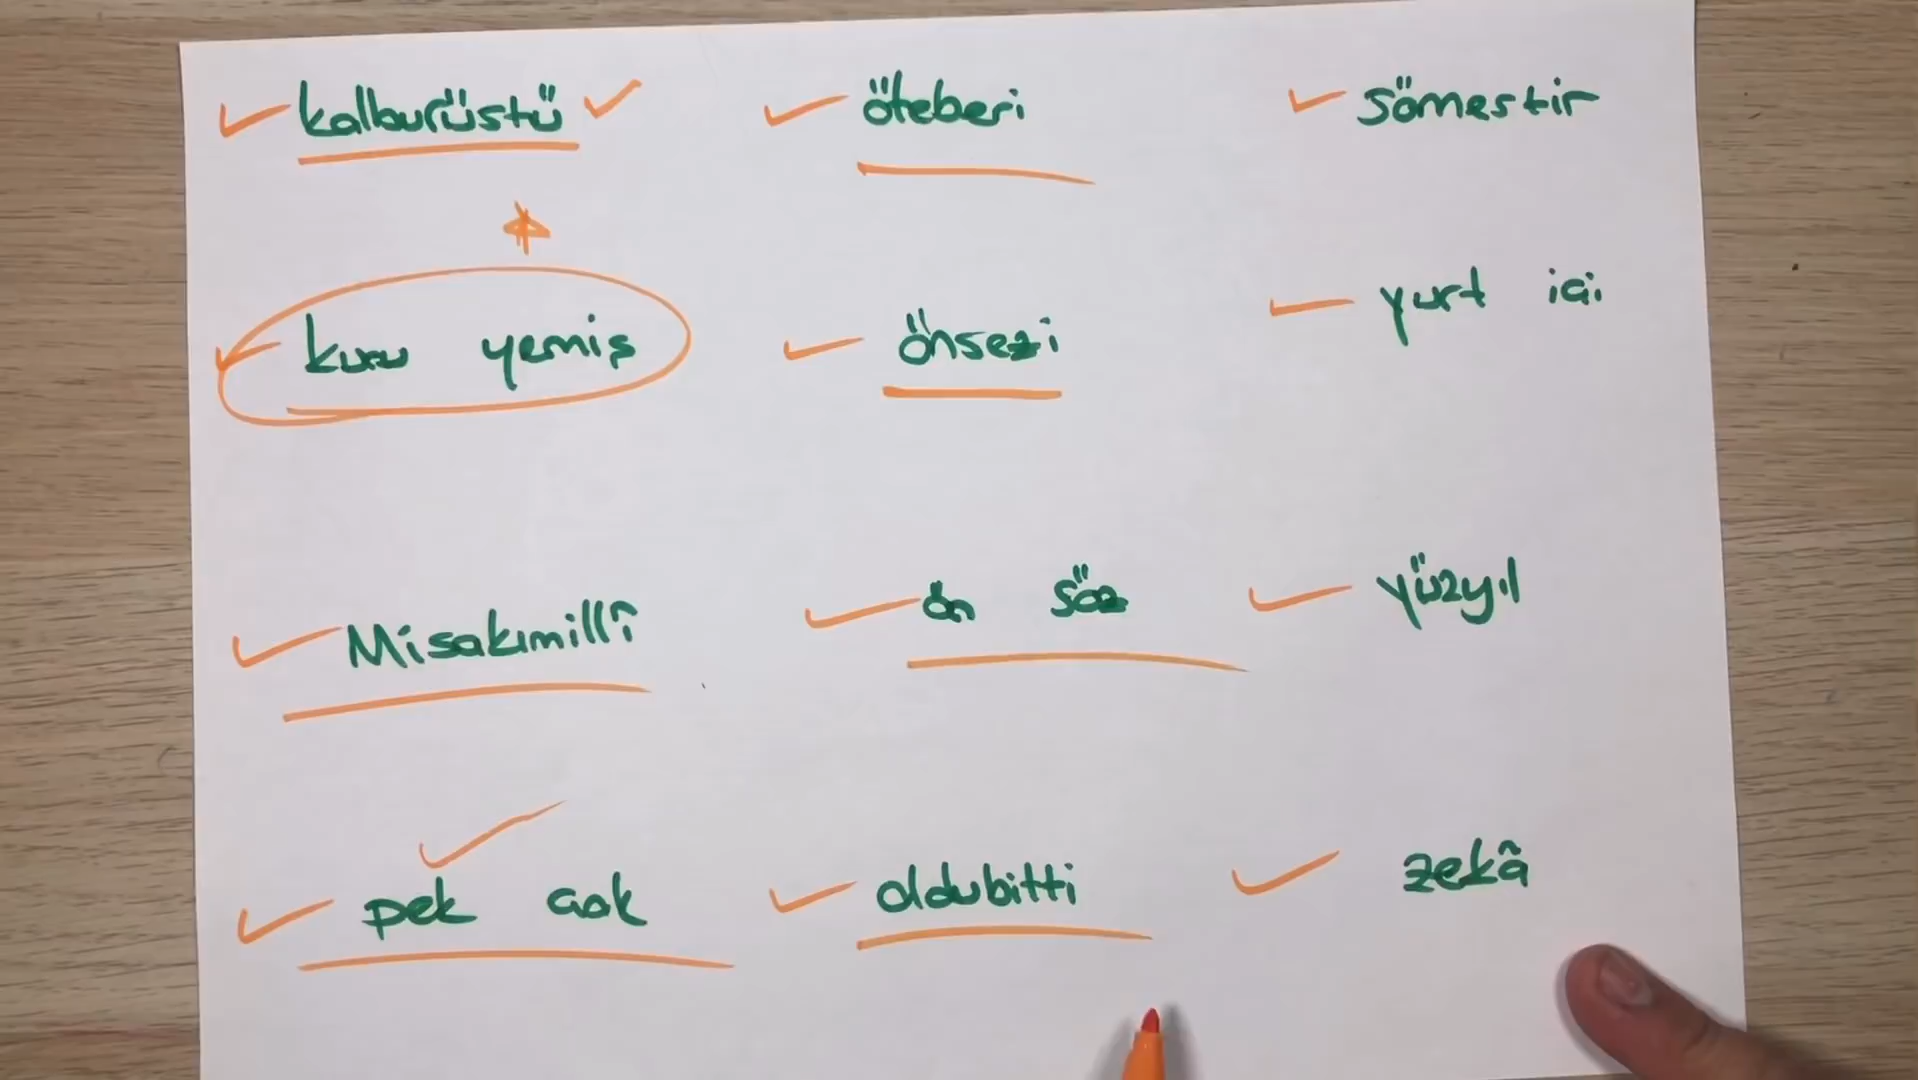 kalburüstü
öteberi
sömestir
kuru yemiş
önsezi
yurt içi
Misakımillî
ön söz
yüzyıl
pek çok
oldubitti
zekâ